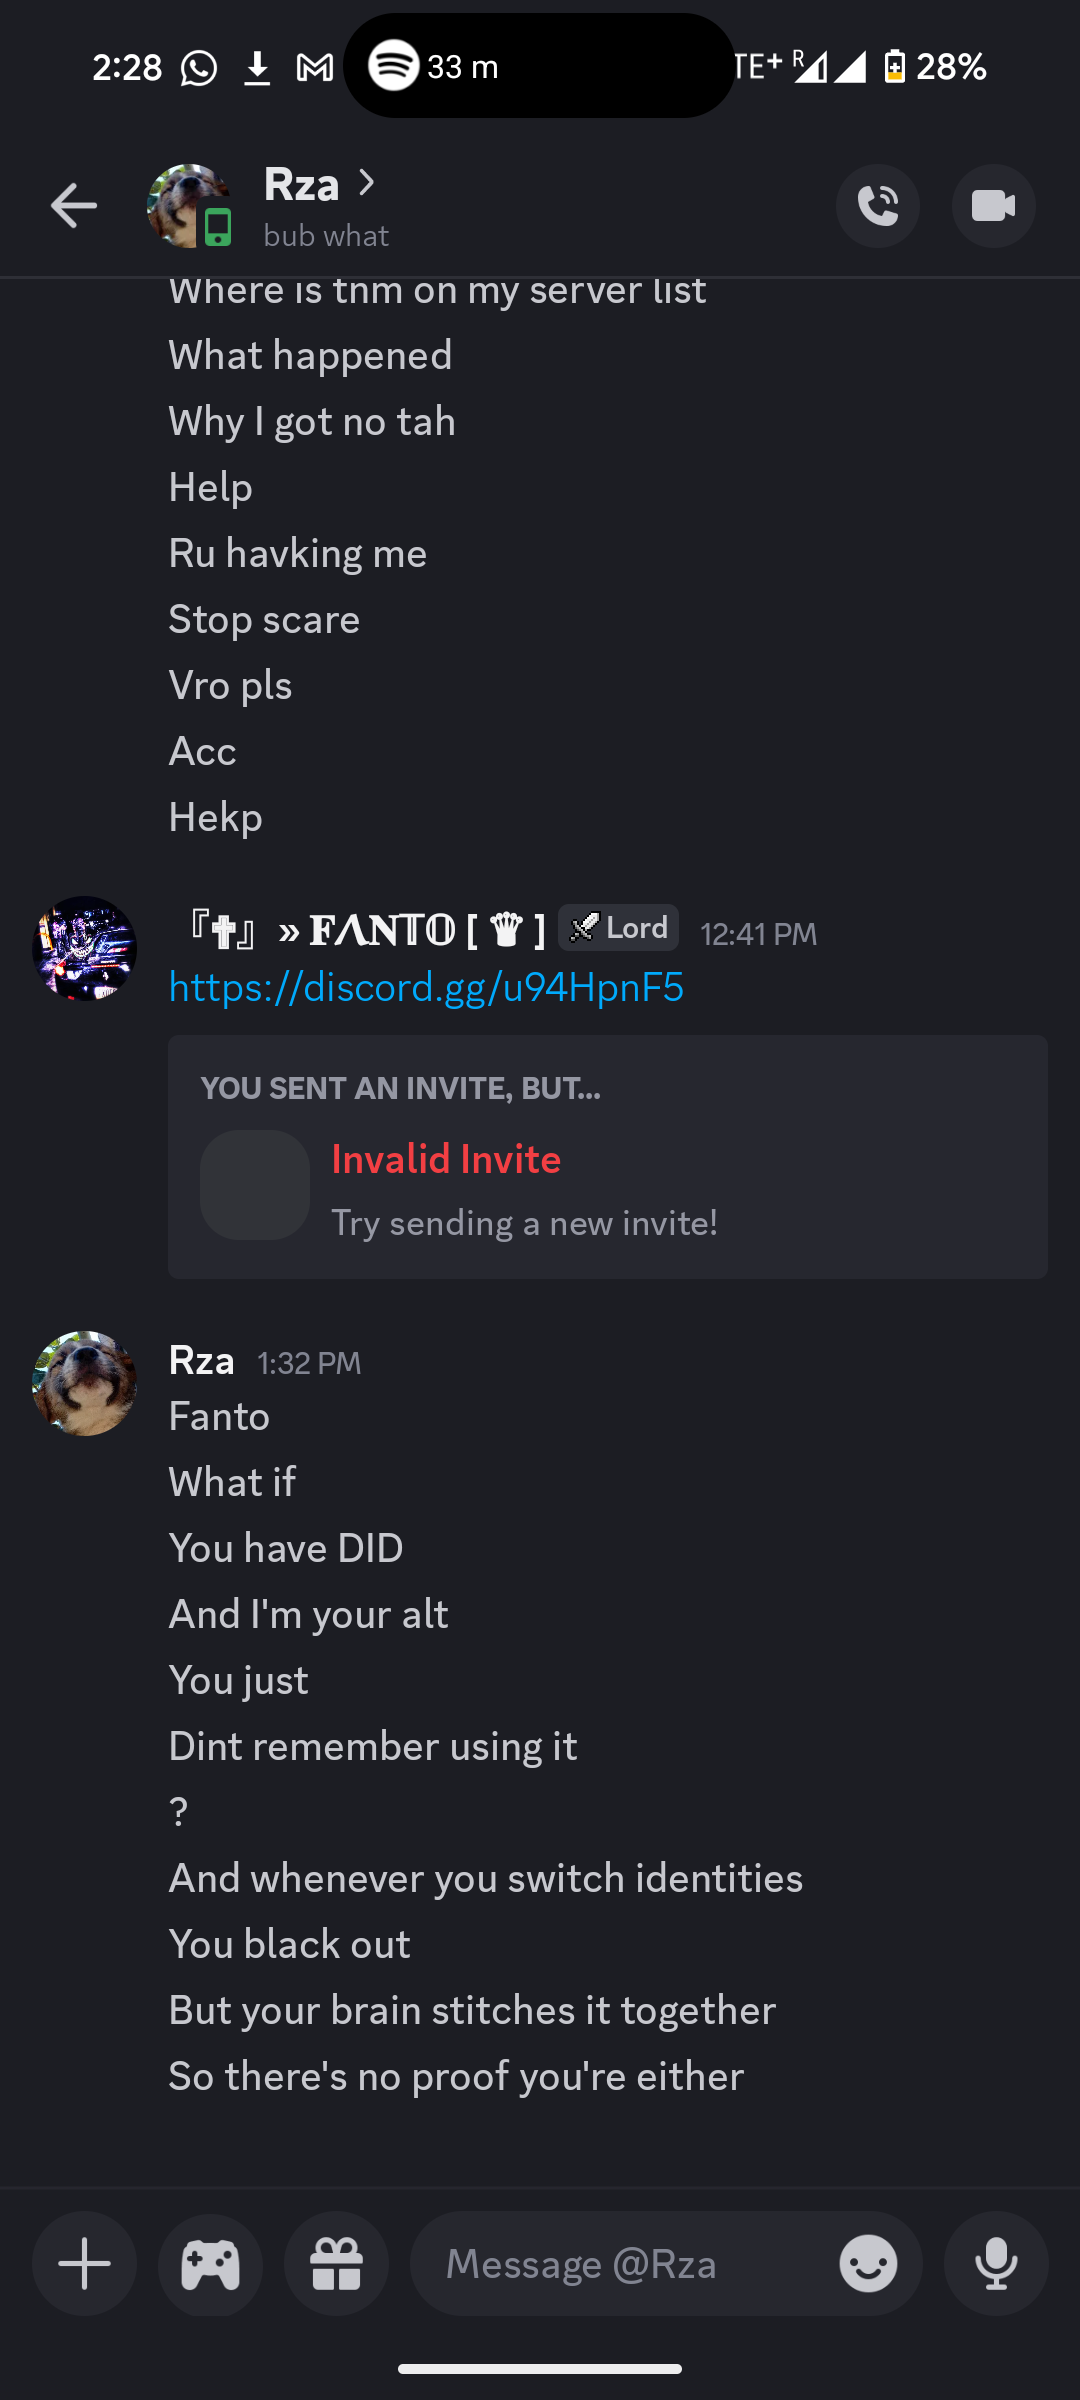 2:28 33 m TE+ R 28%
Rza
bub what
Where is tnm on my server list
What happened
Why I got no tah
Help
Ru havking me
Stop scare
Vro pls
Acc
Hekp
『✟』 » 𝐅𝚲𝐍𝕋𝕆 [ ♛ ] Lord 12:41 PM
https://discord.gg/u94HpnF5
YOU SENT AN INVITE, BUT...
Invalid Invite
Try sending a new invite!
Rza 1:32 PM
Fanto
What if
You have DID
And I'm your alt
You just
Dint remember using it
?
And whenever you switch identities
You black out
But your brain stitches it together
So there's no proof you're either
Message @Rza